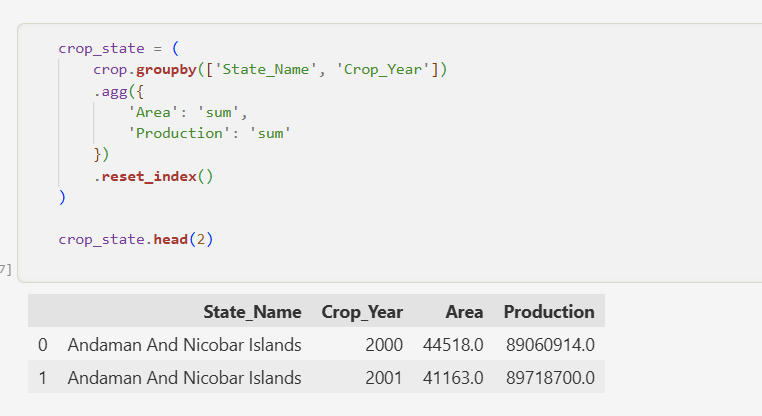 crop_state = (
    crop.groupby(['State_Name', 'Crop_Year'])
    .agg({
        'Area': 'sum',
        'Production': 'sum'
    })
    .reset_index()
)
crop_state.head(2)
7]
State_Name Crop_Year Area Production
0 Andaman And Nicobar Islands 2000 44518.0 89060914.0
1 Andaman And Nicobar Islands 2001 41163.0 89718700.0